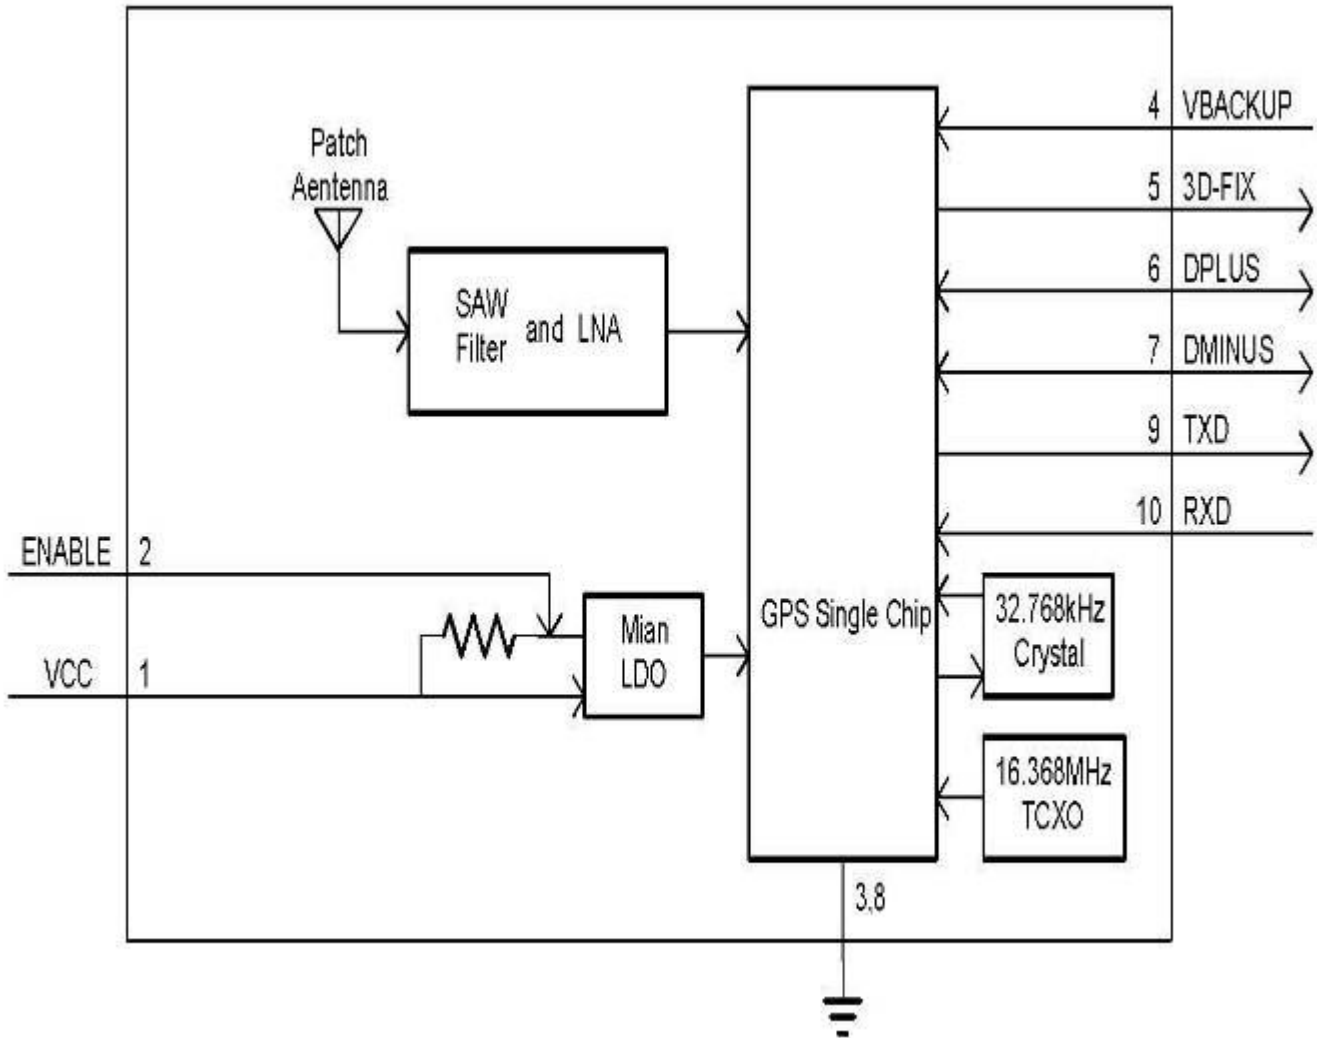 Patch
Aentenna
SAW
Filter and LNA
ENABLE 2
VCC 1
Mian
LDO
GPS Single Chip
4 VBACKUP
5 3D-FIX
6 DPLUS
7 DMINUS
9 TXD
10 RXD
32.768kHz
Crystal
16.368MHz
TCXO
3,8